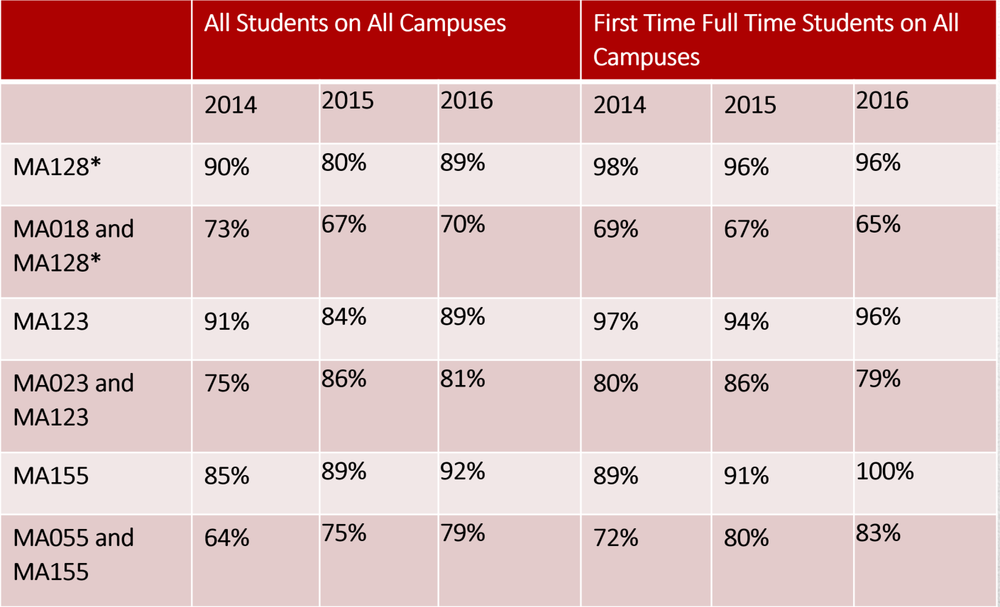 All Students on All Campuses First Time Full Time Students on All
Campuses
2014 2015 2016 2014 2015 2016
MA128* 90% 80% 89% 98% 96% 96%
MA018 and 73% 67% 70% 69% 67% 65%
MA128*
MA123 91% 84% 89% 97% 94% 96%
MA023 and 75% 86% 81% 80% 86% 79%
MA123
MA155 85% 89% 92% 89% 91% 100%
MA055 and 64% 75% 79% 72% 80% 83%
MA155